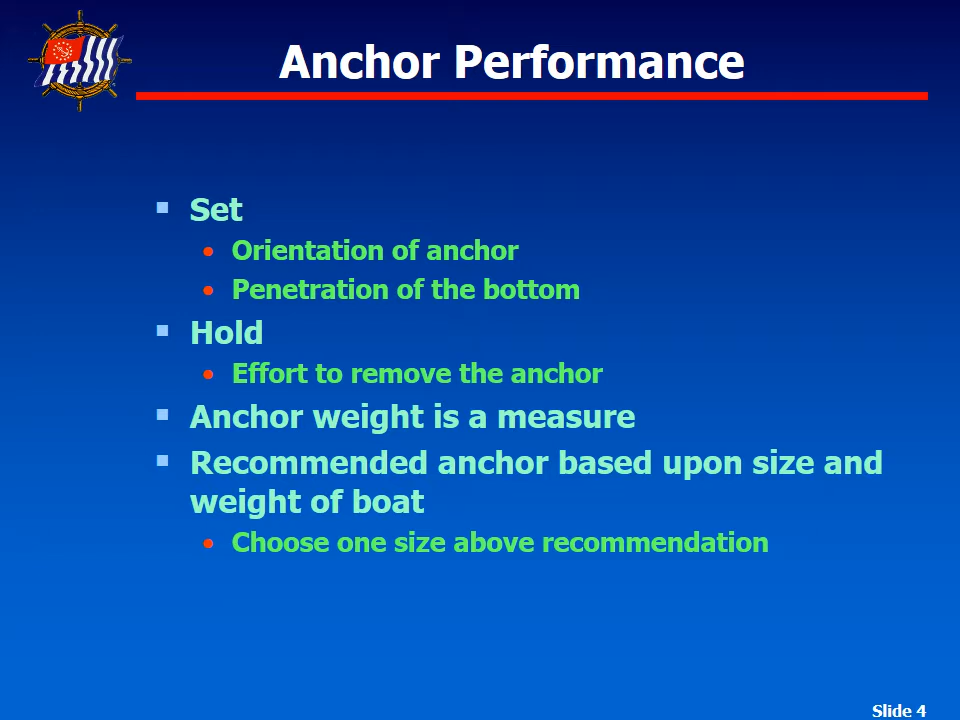 Anchor Performance
Set
Orientation of anchor
Penetration of the bottom
Hold
Effort to remove the anchor
Anchor weight is a measure
Recommended anchor based upon size and
weight of boat
Choose one size above recommendation
Slide 4